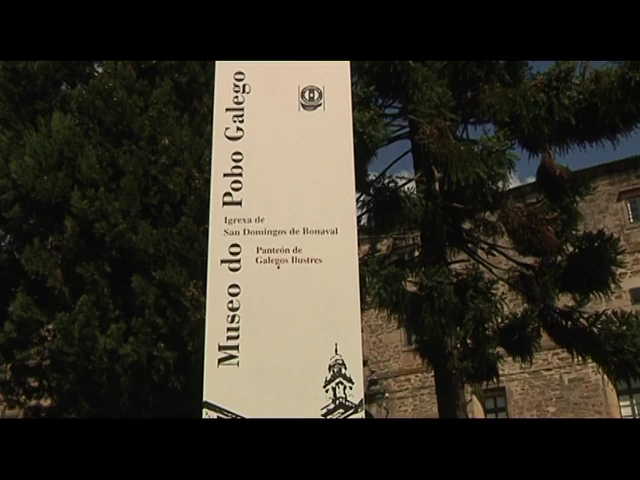 Museo do Pobo Galego
Igrexa de
San Domingos de Bonaval
Panteón de
Galegos Ilustres